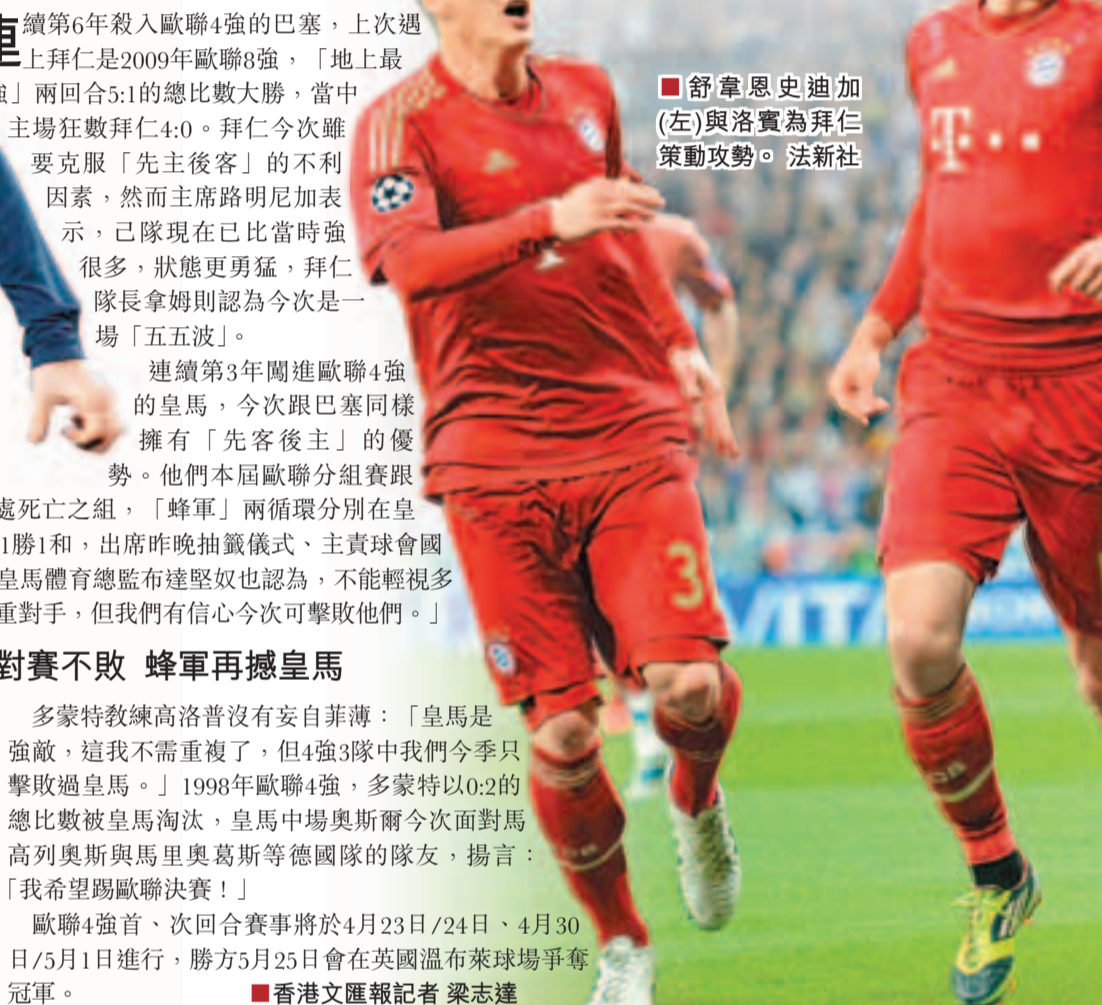 連續第6年殺入歐聯4強的巴塞，上次遇
上拜仁是2009年歐聯8強，「地上最
強」兩回合5:1的總比數大勝，當中
主場狂數拜仁4:0。拜仁今次雖
要克服「先主後客」的不利
因素，然而主席路明尼加表
示，己隊現在已比當時強
很多，狀態更勇猛，拜仁
隊長拿姆則認為今次是一
場「五五波」。
連續第3年闖進歐聯4強
的皇馬，今次跟巴塞同樣
擁有「先客後主」的優
勢。他們本屆歐聯分組賽跟
處死亡之組，「蜂軍」兩循環分別在皇
1勝1和，出席昨晚抽籤儀式、主責球會國
皇馬體育總監布達堅奴也認為，不能輕視多
重對手，但我們有信心今次可擊敗他們。」
對賽不敗 蜂軍再撼皇馬
多蒙特教練高洛普沒有妄自菲薄：「皇馬是
強敵，這我不需重複了，但4強3隊中我們今季只
擊敗過皇馬。」1998年歐聯4強，多蒙特以0:2的
總比數被皇馬淘汰，皇馬中場奧斯爾今次面對馬
高列奧斯與馬里奧葛斯等德國隊的隊友，揚言：
「我希望踢歐聯決賽！」
歐聯4強首、次回合賽事將於4月23日/24日、4月30
日/5月1日進行，勝方5月25日會在英國溫布萊球場爭奪
冠軍。
■香港文匯報記者 梁志達
■舒韋恩史迪加
(左)與洛賓為拜仁
策動攻勢。 法新社
T
3